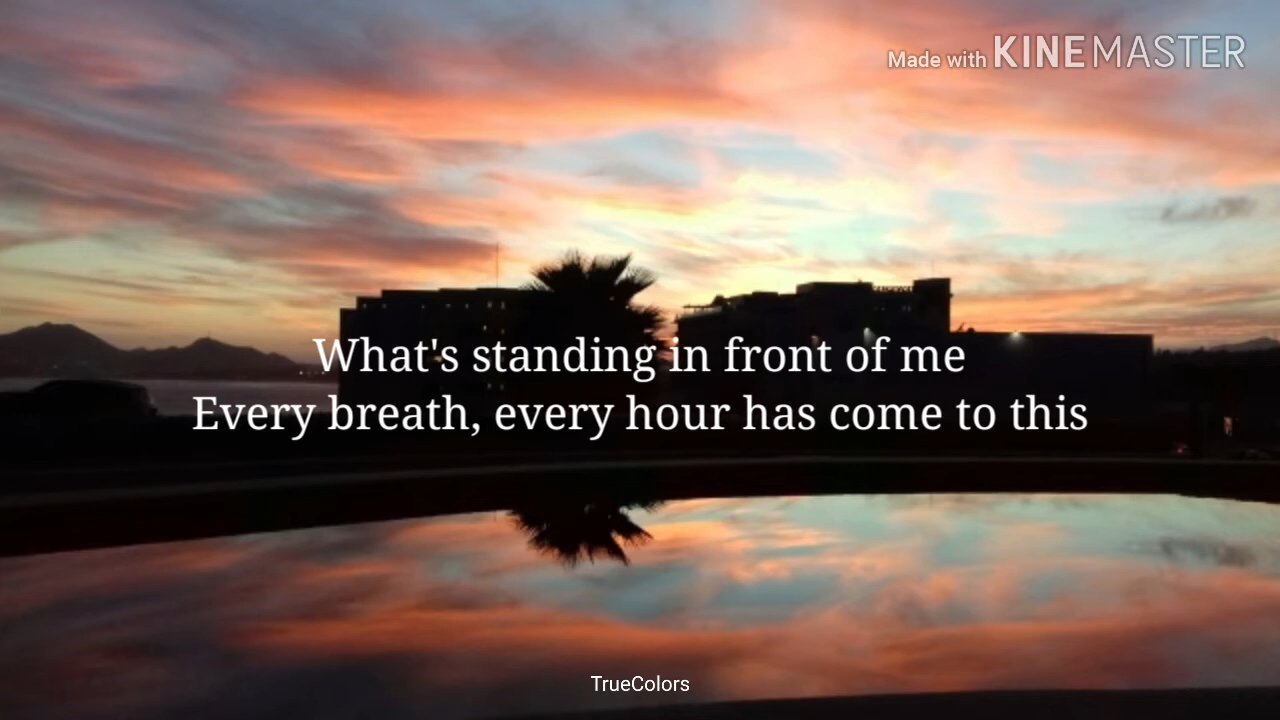 Made with KINEMASTER
What's standing in front of me
Every breath, every hour has come to this
TrueColors